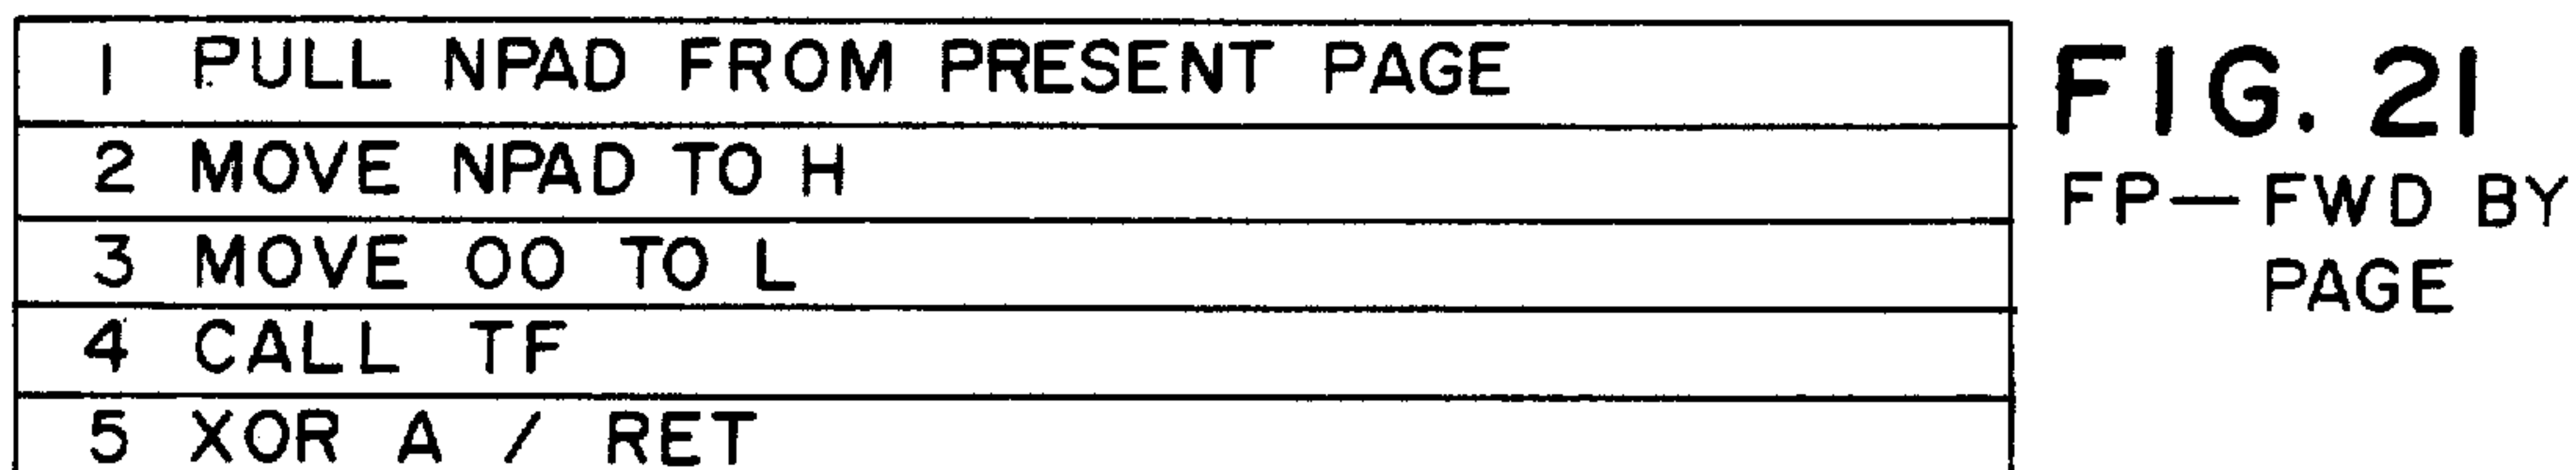 1 PULL NPAD FROM PRESENT PAGE
2 MOVE NPAD TO H
3 MOVE 00 TO L
4 CALL TF
5 XOR A / RET
FIG. 21
FP—FWD BY
PAGE